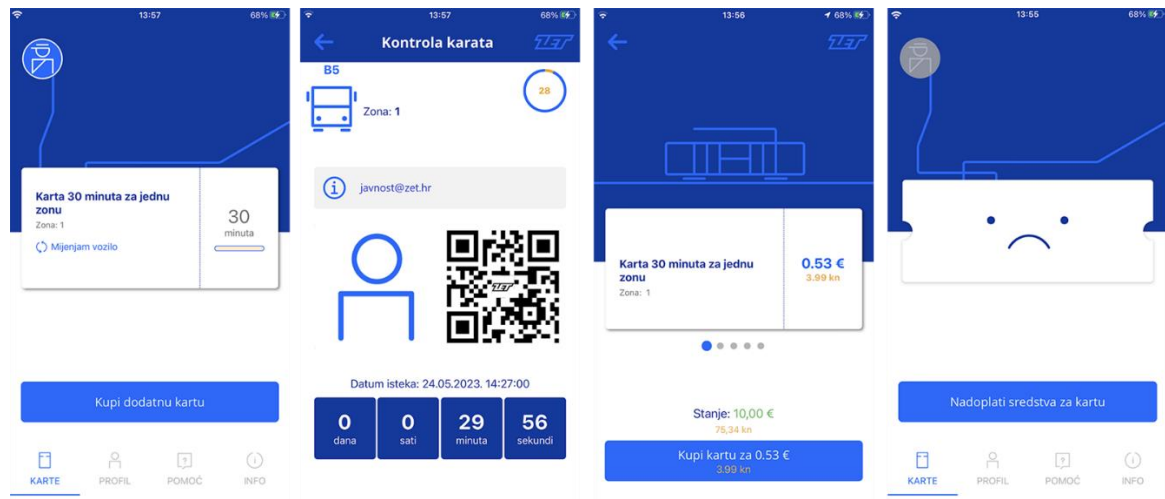 13:57
68%
Karta 30 minuta za jednu
zonu
Zona: 1
Mijenjam vozilo
30
minuta
Kupi dodatnu kartu
KARTE
PROFIL
POMOĆ
INFO
13:57
68%
Kontrola karata
ZET
B5
Zona: 1
28
javnost@zet.hr
ZET
Datum isteka: 24.05.2023. 14:27:00
0
dana
0
sati
29
minuta
56
sekundi
13:56
68%
ZET
Karta 30 minuta za jednu
zonu
Zona: 1
0.53 €
3.99 kn
Stanje: 10,00 €
75,34 kn
Kupi kartu za 0.53 €
3.99 kn
13:55
68%
Nadoplati sredstva za kartu
KARTE
PROFIL
POMOĆ
INFO